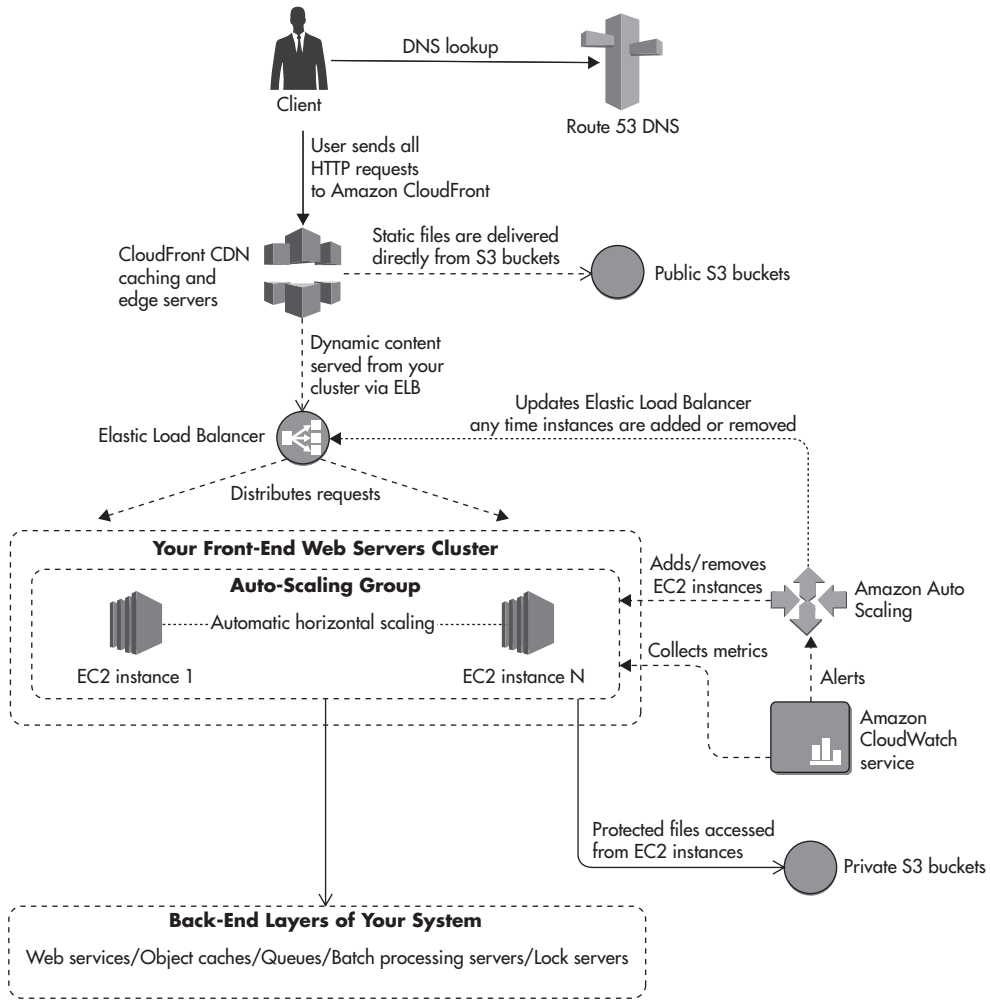 DNS lookup
Client
Route 53 DNS
User sends all
HTTP requests
to Amazon CloudFront
CloudFront CDN
caching and
edge servers
Static files are delivered
directly from S3 buckets
Public S3 buckets
Dynamic content
served from your
cluster via ELB
Updates Elastic Load Balancer
any time instances are added or removed
Elastic Load Balancer
Distributes requests
Your Front-End Web Servers Cluster
Auto-Scaling Group
Automatic horizontal scaling
EC2 instance 1
EC2 instance N
Adds/removes
EC2 instances
Amazon Auto
Scaling
Collects metrics
Alerts
Amazon
CloudWatch
service
Protected files accessed
from EC2 instances
Private S3 buckets
Back-End Layers of Your System
Web services/Object caches/Queues/Batch processing servers/Lock servers